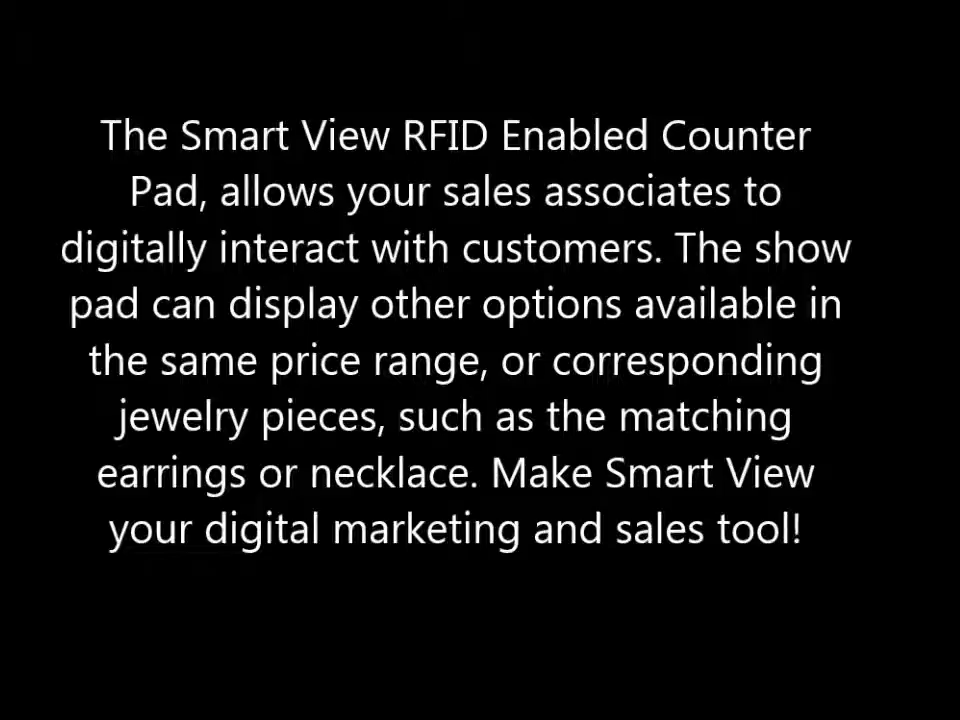 The Smart View RFID Enabled Counter
Pad, allows your sales associates to
digitally interact with customers. The show
pad can display other options available in
the same price range, or corresponding
jewelry pieces, such as the matching
earrings or necklace. Make Smart View
your digital marketing and sales tool!